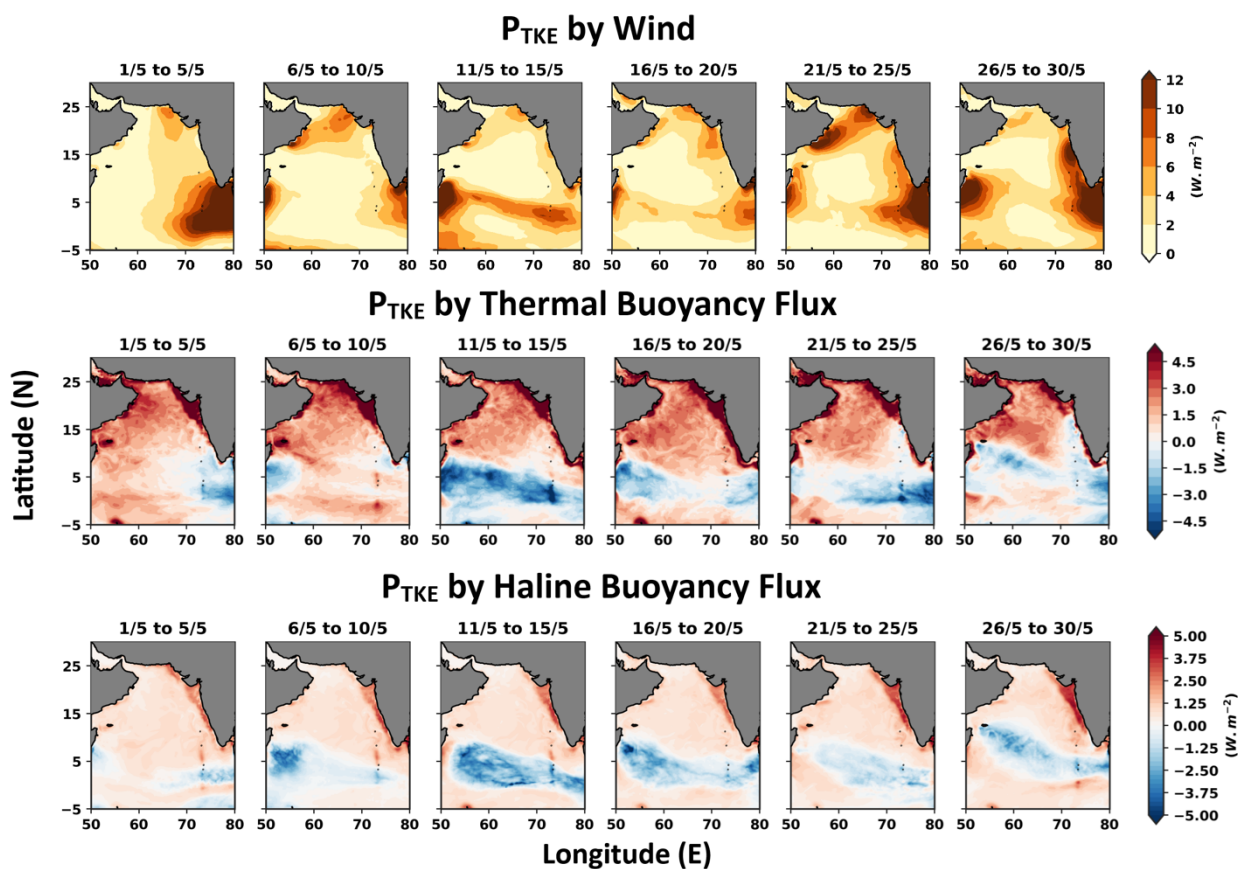 P_TKE by Wind
1/5 to 5/5 6/5 to 10/5 11/5 to 15/5 16/5 to 20/5 21/5 to 25/5 26/5 to 30/5
25
15
5
−5
50 60 70 80 50 60 70 80 50 60 70 80 50 60 70 80 50 60 70 80 50 60 70 80
12
10
8
6
4
2
0
(W. m⁻²)
P_TKE by Thermal Buoyancy Flux
1/5 to 5/5 6/5 to 10/5 11/5 to 15/5 16/5 to 20/5 21/5 to 25/5 26/5 to 30/5
Latitude (N)
25
15
5
−5
50 60 70 80 50 60 70 80 50 60 70 80 50 60 70 80 50 60 70 80 50 60 70 80
4.5
3.0
1.5
0.0
−1.5
−3.0
−4.5
(W. m⁻²)
P_TKE by Haline Buoyancy Flux
1/5 to 5/5 6/5 to 10/5 11/5 to 15/5 16/5 to 20/5 21/5 to 25/5 26/5 to 30/5
25
15
5
−5
50 60 70 80 50 60 70 80 50 60 70 80 50 60 70 80 50 60 70 80 50 60 70 80
5.00
3.75
2.50
1.25
0.00
−1.25
−2.50
−3.75
−5.00
(W. m⁻²)
Longitude (E)